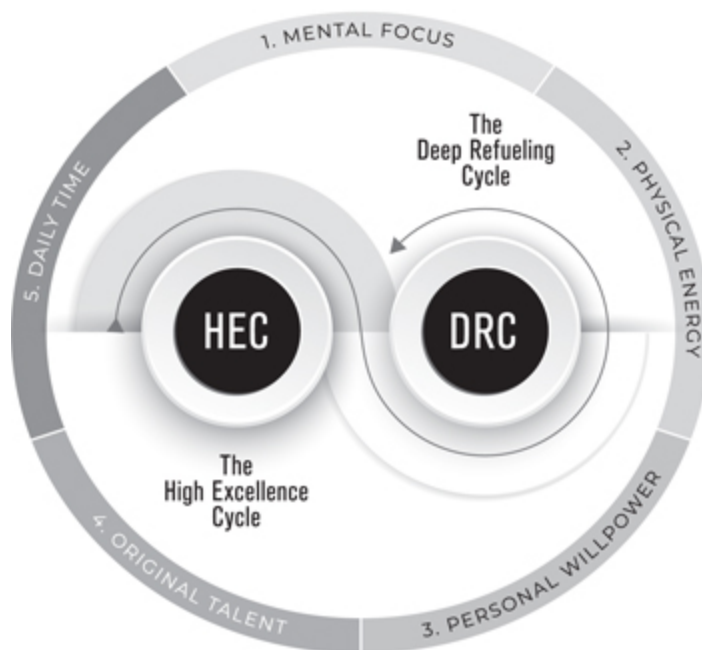 1. MENTAL FOCUS
2. PHYSICAL ENERGY
3. PERSONAL WILLPOWER
4. ORIGINAL TALENT
5. DAILY TIME
The
Deep Refueling
Cycle
HEC
DRC
The
High Excellence
Cycle